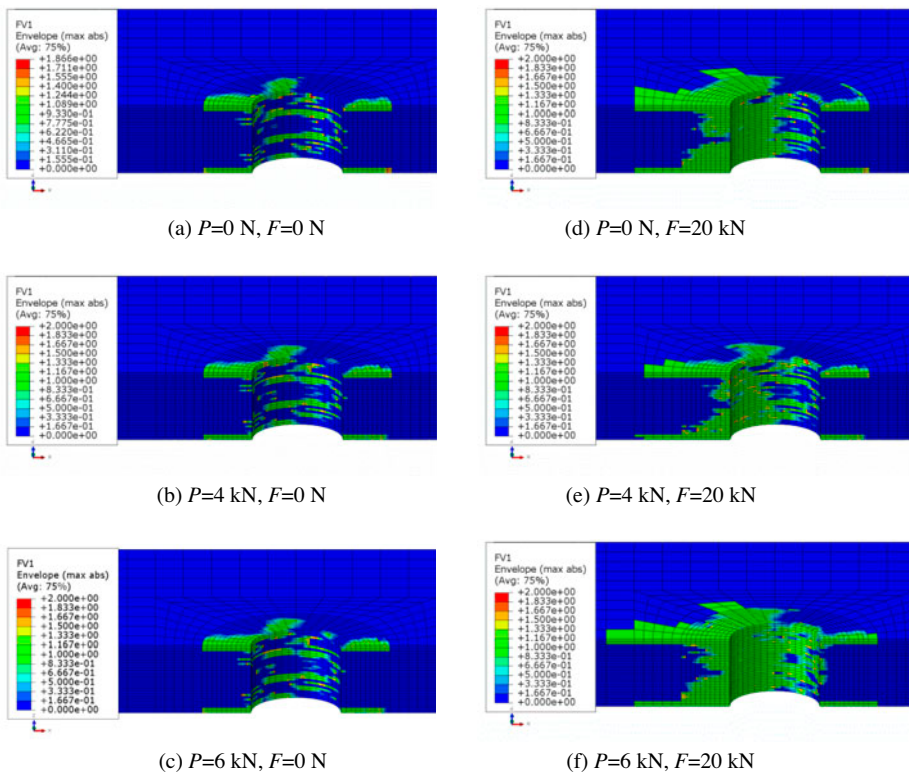 FV1
Envelope (max abs)
(Avg: 75%)
+1.866e+00
+1.711e+00
+1.555e+00
+1.400e+00
+1.244e+00
+1.089e+00
+9.330e-01
+7.775e-01
+6.220e-01
+4.665e-01
+3.110e-01
+1.555e-01
+0.000e+00
(a) P=0 N, F=0 N
FV1
Envelope (max abs)
(Avg: 75%)
+2.000e+00
+1.833e+00
+1.667e+00
+1.500e+00
+1.333e+00
+1.167e+00
+1.000e+00
+8.333e-01
+6.667e-01
+5.000e-01
+3.333e-01
+1.667e-01
+0.000e+00
(d) P=0 N, F=20 kN
FV1
Envelope (max abs)
(Avg: 75%)
+2.000e+00
+1.833e+00
+1.667e+00
+1.500e+00
+1.333e+00
+1.167e+00
+1.000e+00
+8.333e-01
+6.667e-01
+5.000e-01
+3.333e-01
+1.667e-01
+0.000e+00
(b) P=4 kN, F=0 N
FV1
Envelope (max abs)
(Avg: 75%)
+2.000e+00
+1.833e+00
+1.667e+00
+1.500e+00
+1.333e+00
+1.167e+00
+1.000e+00
+8.333e-01
+6.667e-01
+5.000e-01
+3.333e-01
+1.667e-01
+0.000e+00
(e) P=4 kN, F=20 kN
FV1
Envelope (max abs)
(Avg: 75%)
+2.000e+00
+1.833e+00
+1.667e+00
+1.500e+00
+1.333e+00
+1.167e+00
+1.000e+00
+8.333e-01
+6.667e-01
+5.000e-01
+3.333e-01
+1.667e-01
+0.000e+00
(c) P=6 kN, F=0 N
FV1
Envelope (max abs)
(Avg: 75%)
+2.000e+00
+1.833e+00
+1.667e+00
+1.500e+00
+1.333e+00
+1.167e+00
+1.000e+00
+8.333e-01
+6.667e-01
+5.000e-01
+3.333e-01
+1.667e-01
+0.000e+00
(f) P=6 kN, F=20 kN